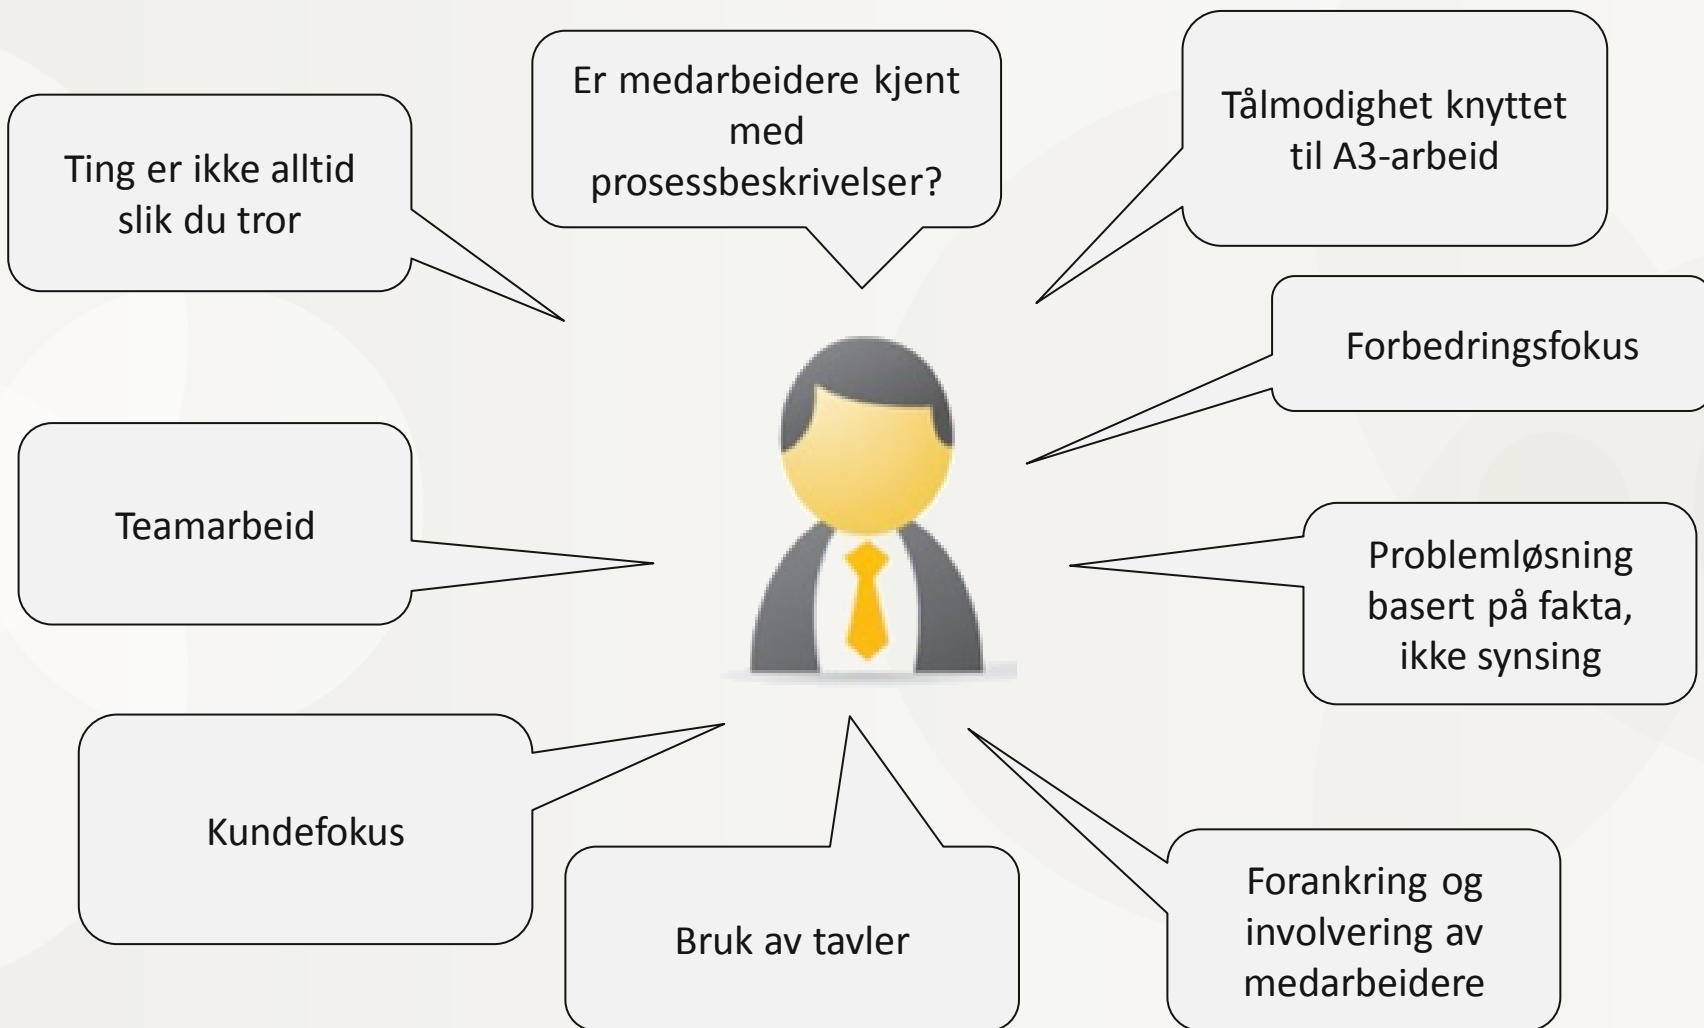 Er medarbeidere kjent
med
prosessbeskrivelser?
Tålmodighet knyttet
til A3-arbeid
Ting er ikke alltid
slik du tror
Forbedringsfokus
Teamarbeid
Problemløsning
basert på fakta,
ikke synsing
Kundefokus
Bruk av tavler
Forankring og
involvering av
medarbeidere